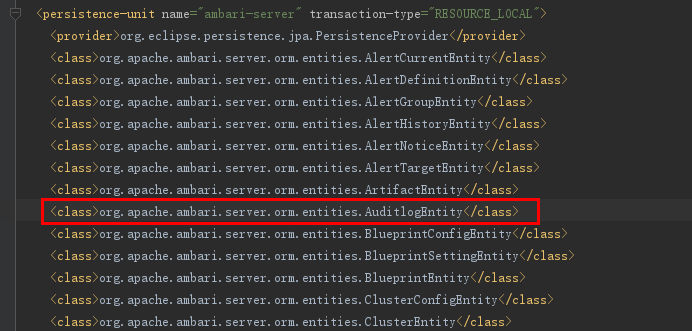 <persistence-unit name="ambari-server" transaction-type="RESOURCE_LOCAL">
<provider>org.eclipse.persistence.jpa.PersistenceProvider</provider>
<class>org.apache.ambari.server.orm.entities.AlertCurrentEntity</class>
<class>org.apache.ambari.server.orm.entities.AlertDefinitionEntity</class>
<class>org.apache.ambari.server.orm.entities.AlertGroupEntity</class>
<class>org.apache.ambari.server.orm.entities.AlertHistoryEntity</class>
<class>org.apache.ambari.server.orm.entities.AlertNoticeEntity</class>
<class>org.apache.ambari.server.orm.entities.AlertTargetEntity</class>
<class>org.apache.ambari.server.orm.entities.ArtifactEntity</class>
<class>org.apache.ambari.server.orm.entities.AuditlogEntity</class>
<class>org.apache.ambari.server.orm.entities.BlueprintConfigEntity</class>
<class>org.apache.ambari.server.orm.entities.BlueprintSettingEntity</class>
<class>org.apache.ambari.server.orm.entities.BlueprintEntity</class>
<class>org.apache.ambari.server.orm.entities.ClusterConfigEntity</class>
<class>org.apache.ambari.server.orm.entities.ClusterEntity</class>